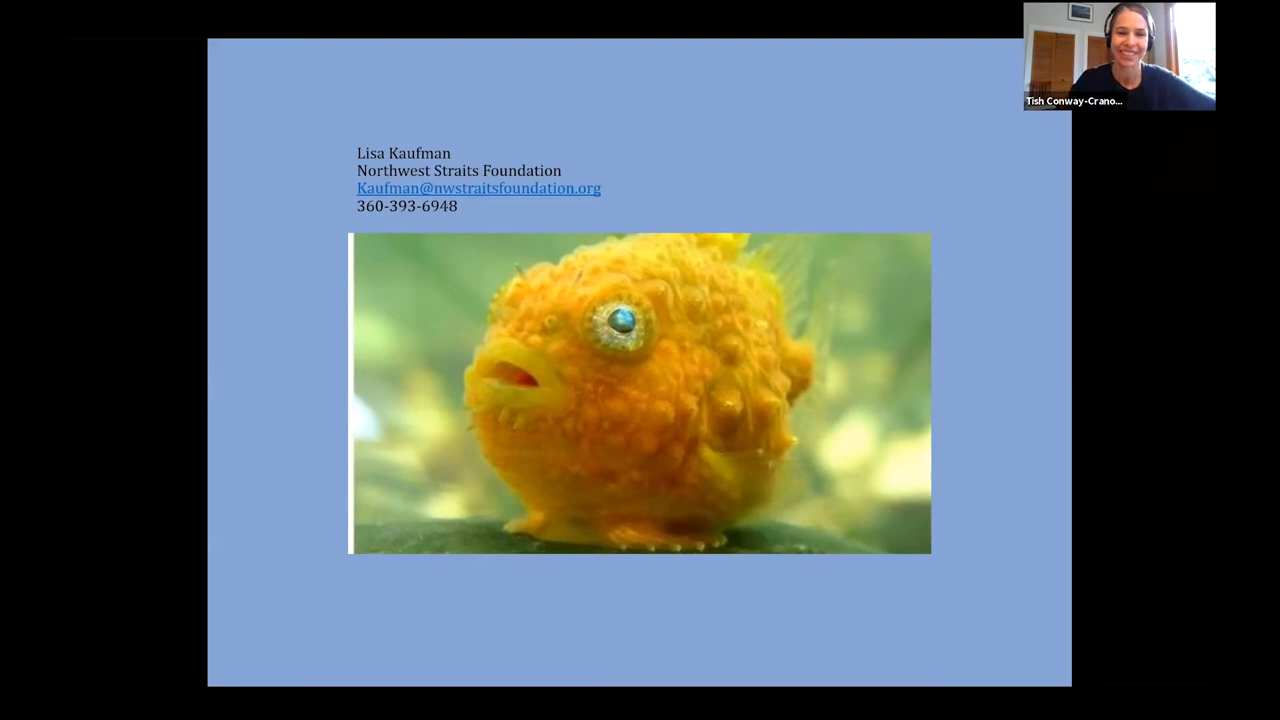 Tish Conway-Crano...
Lisa Kaufman
Northwest Straits Foundation
Kaufman@nwstraitsfoundation.org
360-393-6948